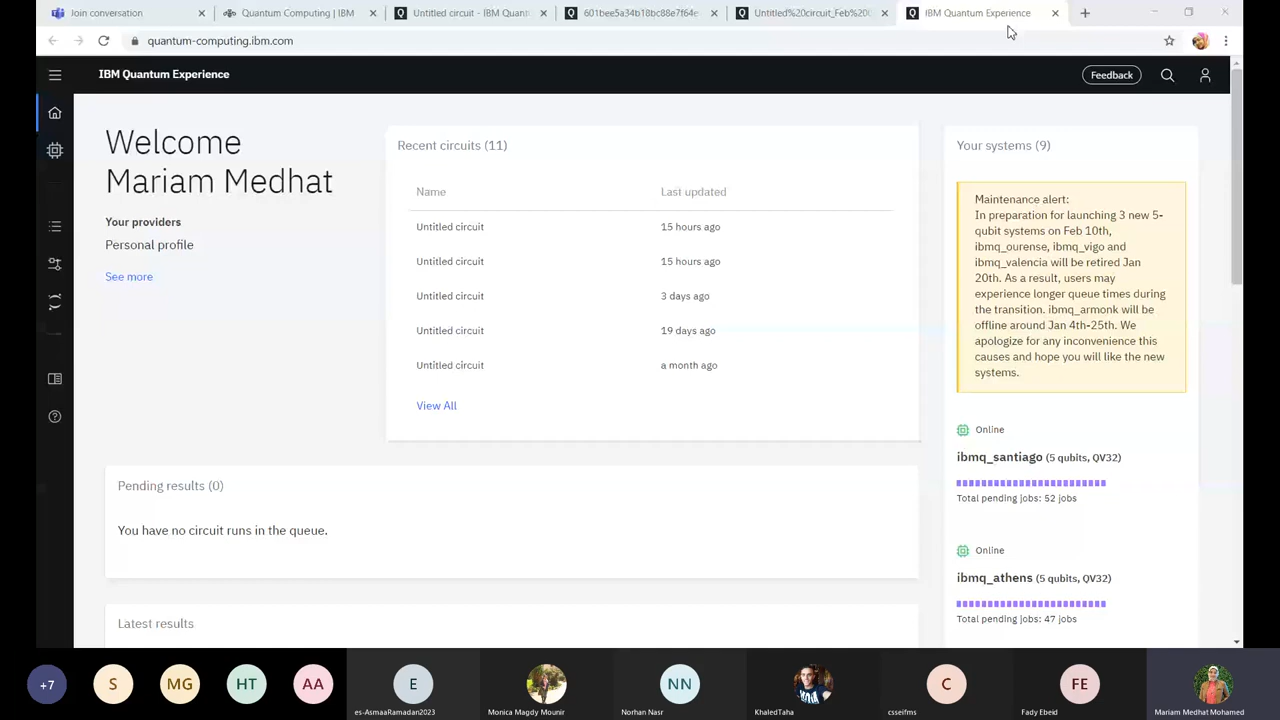 Join conversation
Quantum Computing | IBM
Untitled circuit - IBM Quant
601bee5a34b18bc88e7f64e
Untitled%20circuit_Feb%20
IBM Quantum Experience
quantum-computing.ibm.com
IBM Quantum Experience
Feedback
Welcome
Mariam Medhat
Your providers
Personal profile
See more
Recent circuits (11)
Name Last updated
Untitled circuit 15 hours ago
Untitled circuit 15 hours ago
Untitled circuit 3 days ago
Untitled circuit 19 days ago
Untitled circuit a month ago
View All
Pending results (0)
You have no circuit runs in the queue.
Latest results
Your systems (9)
Maintenance alert:
In preparation for launching 3 new 5-
qubit systems on Feb 10th,
ibmq_ourense, ibmq_vigo and
ibmq_valencia will be retired Jan
20th. As a result, users may
experience longer queue times during
the transition. ibmq_armonk will be
offline around Jan 4th-25th. We
apologize for any inconvenience this
causes and hope you will like the new
systems.
Online
ibmq_santiago (5 qubits, QV32)
Total pending jobs: 52 jobs
Online
ibmq_athens (5 qubits, QV32)
Total pending jobs: 47 jobs
+7
S
MG
HT
AA
E
NN
C
FE
es-AsmaaRamadan2023
Monica Magdy Mounir
Norhan Nasr
KhaledTaha
csseifms
Fady Ebeid
Mariam Medhat Mohamed